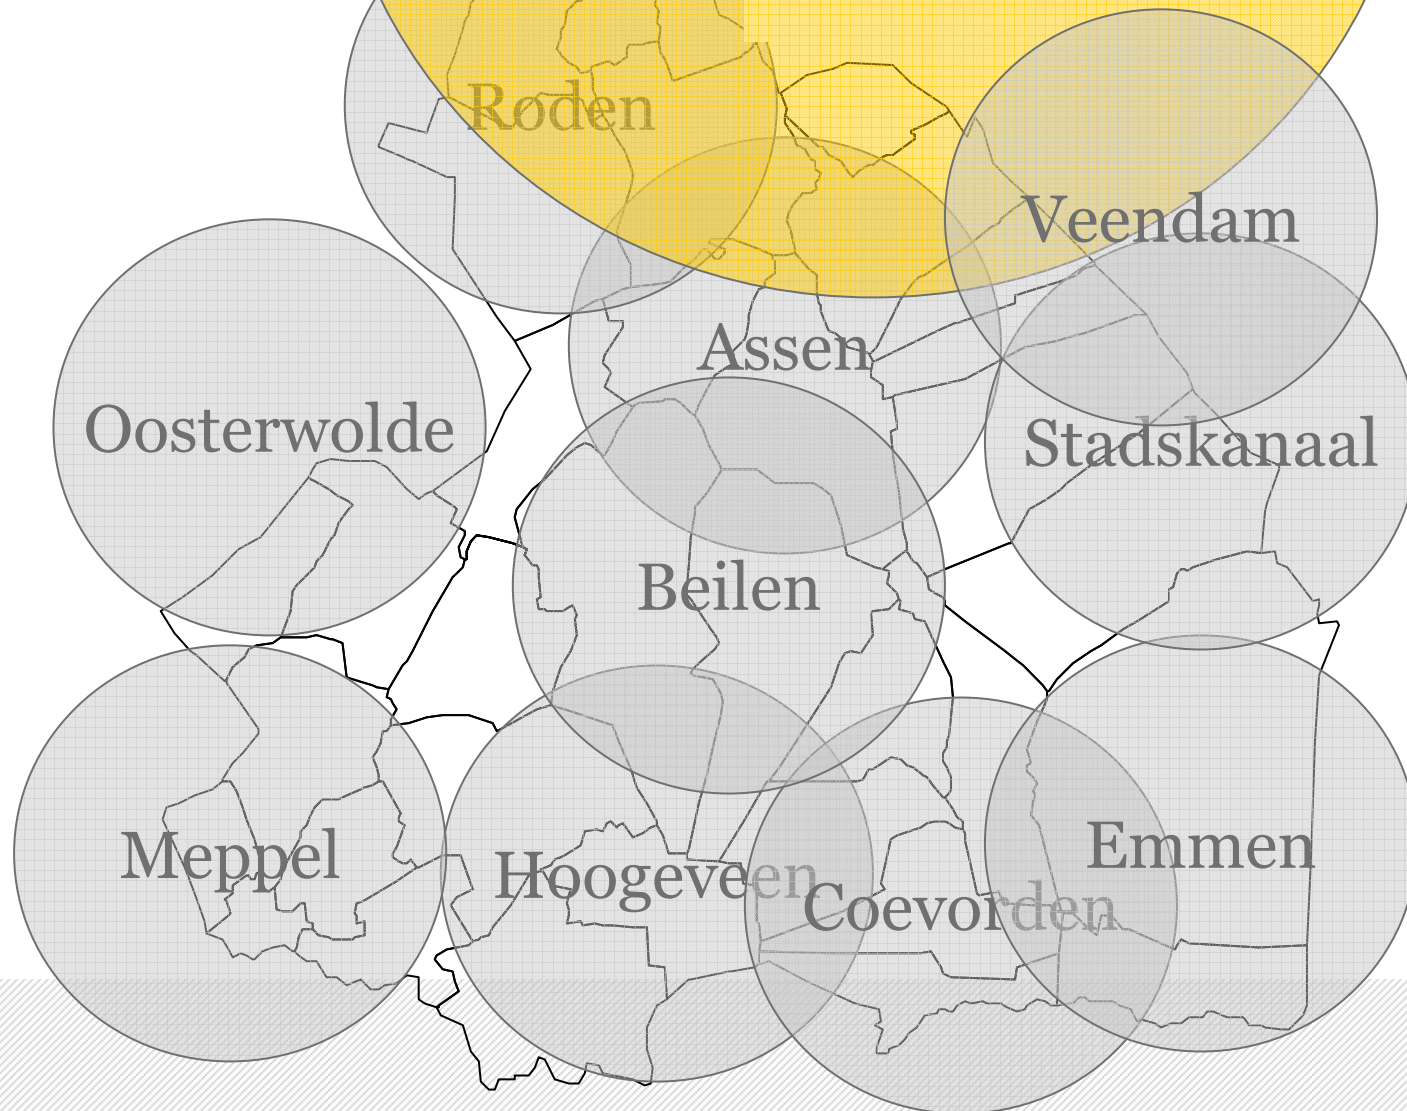 Roden
Veendam
Assen
Oosterwolde
Stadskanaal
Beilen
Meppel
Hoogeveen
Emmen
Coevorden